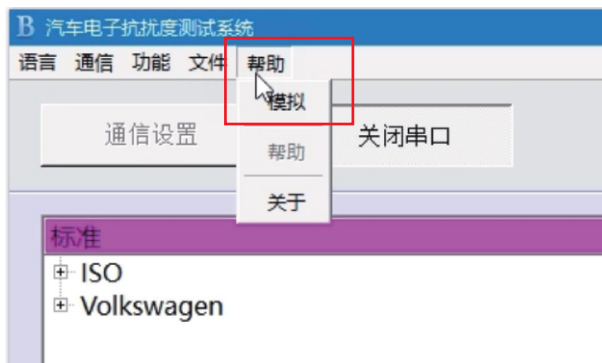 B 汽车电子抗扰度测试系统
语言 通信 功能 文件 帮助
模拟
通信设置 关闭串口
帮助
关于
标准
ISO
Volkswagen